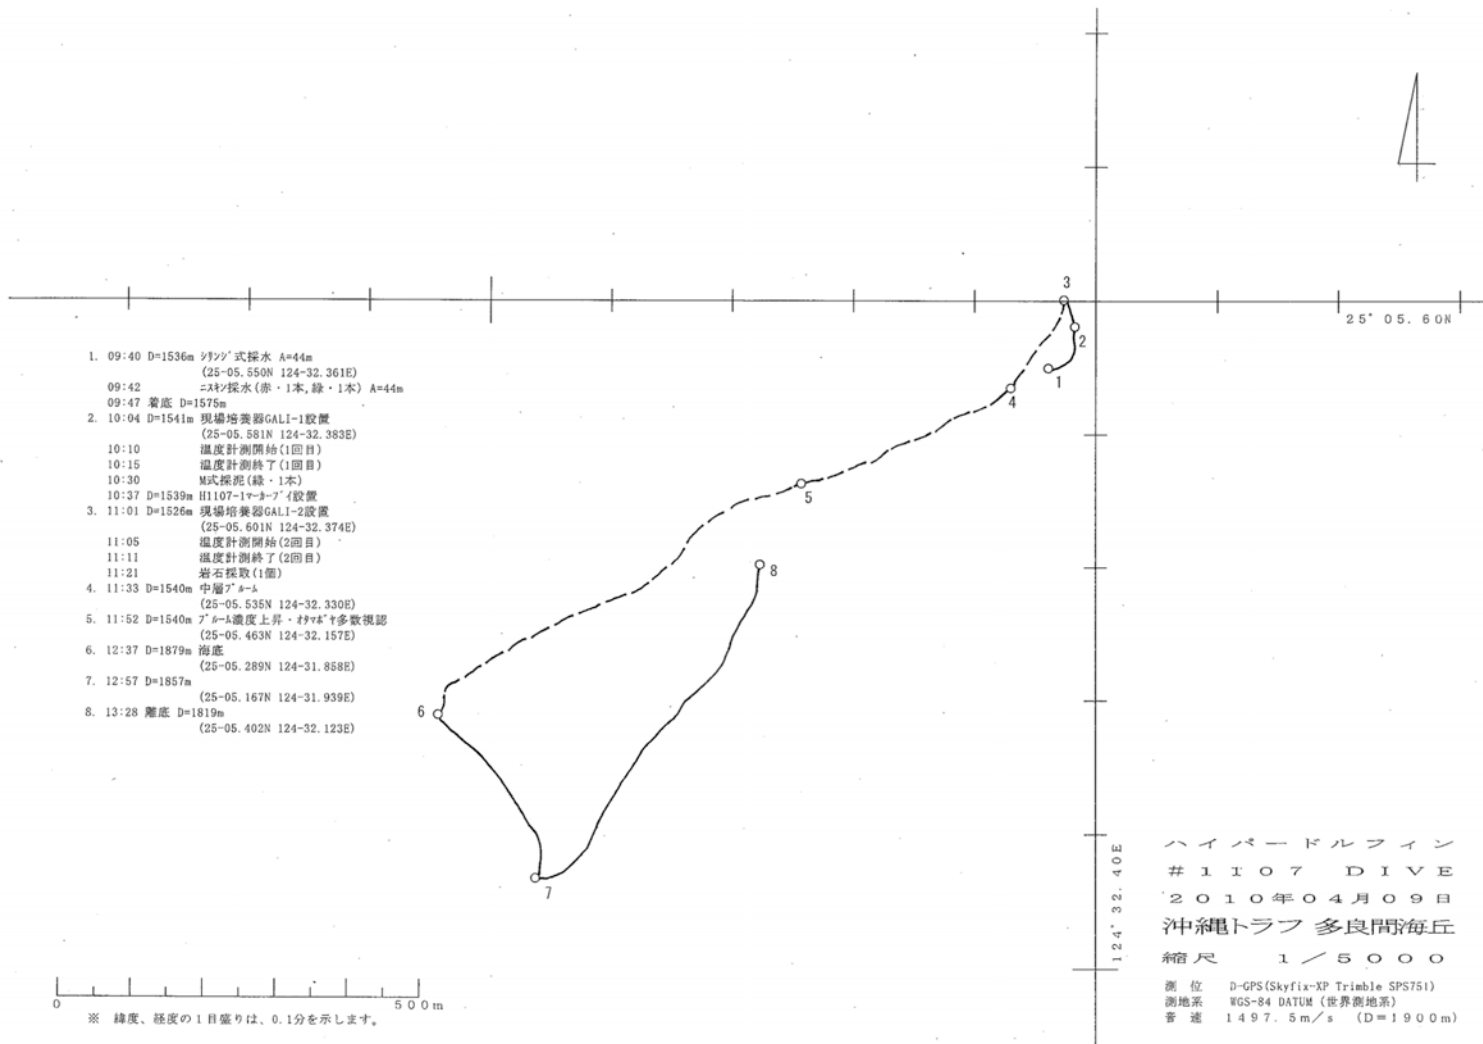 3
25° 05. 60N
2
1
4
5
8
6
7
1. 09:40 D=1536m シリンジ式採水 A=44m
(25-05.550N 124-32.361E)
09:42 ニスキン採水(赤・1本,緑・1本) A=44m
09:47 着底 D=1575m
2. 10:04 D=1541m 現場培養器GALI-1設置
(25-05.581N 124-32.383E)
10:10 温度計測開始(1回目)
10:15 温度計測終了(1回目)
10:30 M式採泥(緑・1本)
10:37 D=1539m H1107-1マーカーブイ設置
3. 11:01 D=1526m 現場培養器GALI-2設置
(25-05.601N 124-32.374E)
11:05 温度計測開始(2回目)
11:11 温度計測終了(2回目)
11:21 岩石採取(1個)
4. 11:33 D=1540m 中層プルーム
(25-05.535N 124-32.330E)
5. 11:52 D=1540m プルーム濃度上昇・オタマボヤ多数視認
(25-05.463N 124-32.157E)
6. 12:37 D=1879m 海底
(25-05.289N 124-31.858E)
7. 12:57 D=1857m
(25-05.167N 124-31.939E)
8. 13:28 離底 D=1819m
(25-05.402N 124-32.123E)
0 500m
※ 緯度、経度の1目盛りは、0.1分を示します。
124° 32. 40E
ハイパードルフィン
#1107 DIVE
2010年04月09日
沖縄トラフ 多良間海丘
縮尺 1/5000
測位 D-GPS(Skyfix-XP Trimble SPS751)
測地系 WGS-84 DATUM (世界測地系)
音速 1497.5m/s (D=1900m)